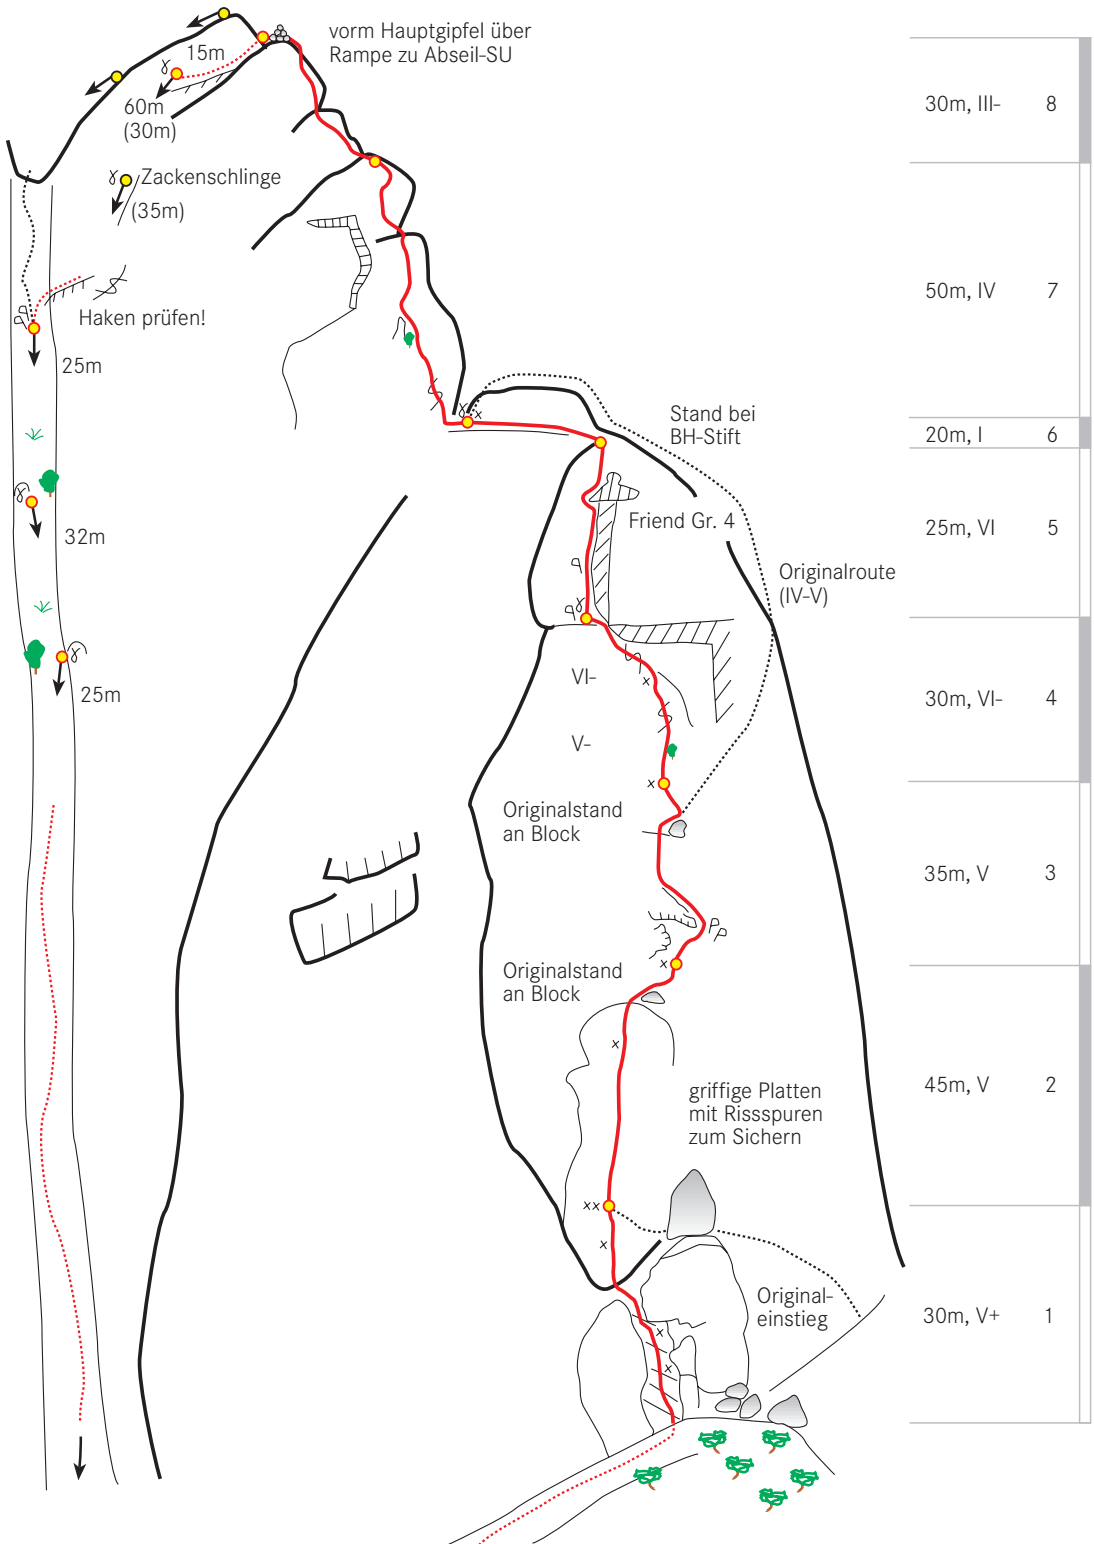 vorm Hauptgipfel über
Rampe zu Abseil-SU
15m
60m
(30m)
Zackenschlinge
(35m)
Haken prüfen!
25m
32m
25m
Stand bei
BH-Stift
Friend Gr. 4
Originalroute
(IV-V)
VI-
V-
Originalstand
an Block
Originalstand
an Block
griffige Platten
mit Rissspuren
zum Sichern
Original-
einstieg
30m, III- 8
50m, IV 7
20m, I 6
25m, VI 5
30m, VI- 4
35m, V 3
45m, V 2
30m, V+ 1